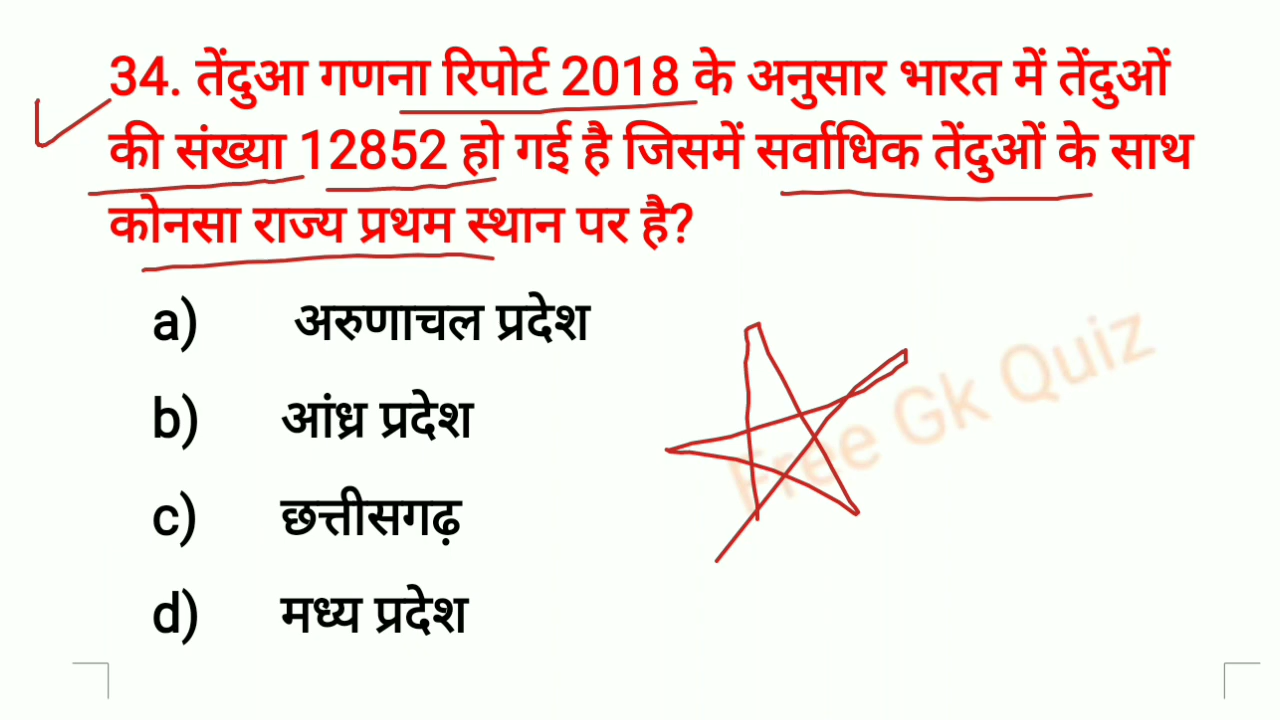 34. तेंदुआ गणना रिपोर्ट 2018 के अनुसार भारत में तेंदुओं
की संख्या 12852 हो गई है जिसमें सर्वाधिक तेंदुओं के साथ
कोनसा राज्य प्रथम स्थान पर है?
a) अरुणाचल प्रदेश
b) आंध्र प्रदेश
c) छत्तीसगढ़
d) मध्य प्रदेश
Free Gk Quiz